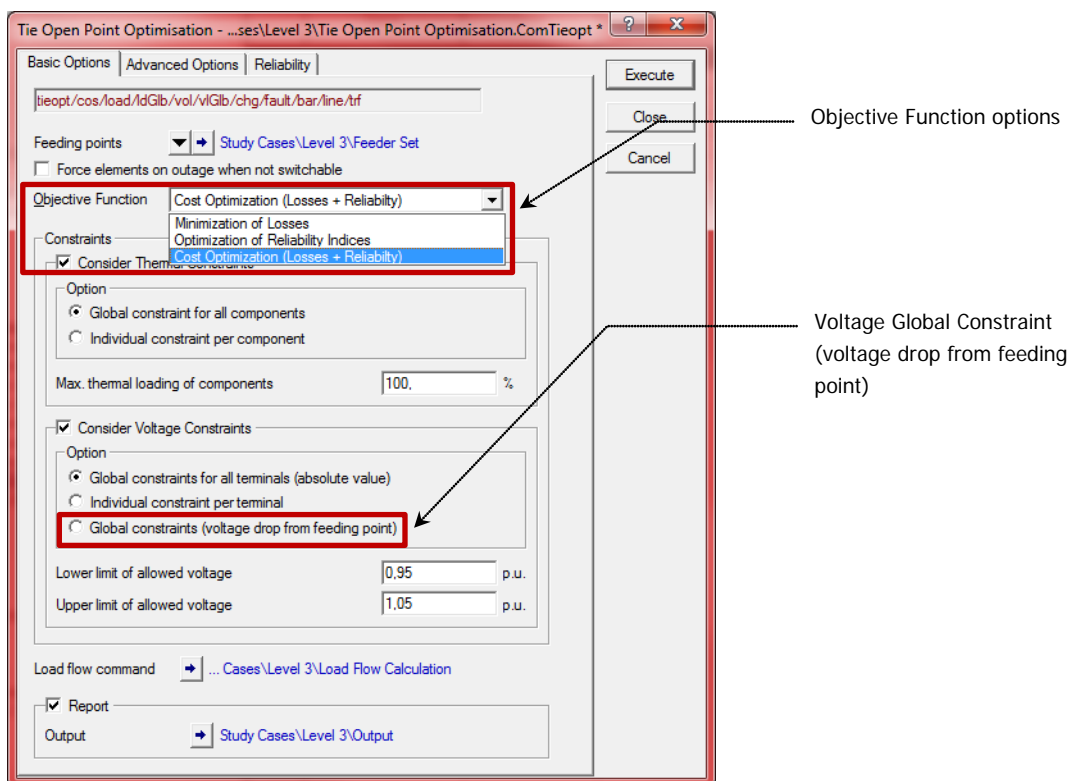 Tie Open Point Optimisation - ...ses\Level 3\Tie Open Point Optimisation.ComTieopt *
Basic Options
Advanced Options
Reliability
Execute
Close
Cancel
tieopt/cos/load/ldGlb/vol/vlGlb/chg/fault/bar/line/trf
Objective Function options
Feeding points
Study Cases\Level 3\Feeder Set
Force elements on outage when not switchable
Objective Function
Cost Optimization (Losses + Reliabilty)
Minimization of Losses
Optimization of Reliability Indices
Cost Optimization (Losses + Reliabilty)
Constraints
Consider Thermal Constraints
Option
Global constraint for all components
Individual constraint per component
Voltage Global Constraint
(voltage drop from feeding
point)
Max. thermal loading of components 100, %
Consider Voltage Constraints
Option
Global constraints for all terminals (absolute value)
Individual constraint per terminal
Global constraints (voltage drop from feeding point)
Lower limit of allowed voltage 0,95 p.u.
Upper limit of allowed voltage 1,05 p.u.
Load flow command ... Cases\Level 3\Load Flow Calculation
Report
Output Study Cases\Level 3\Output